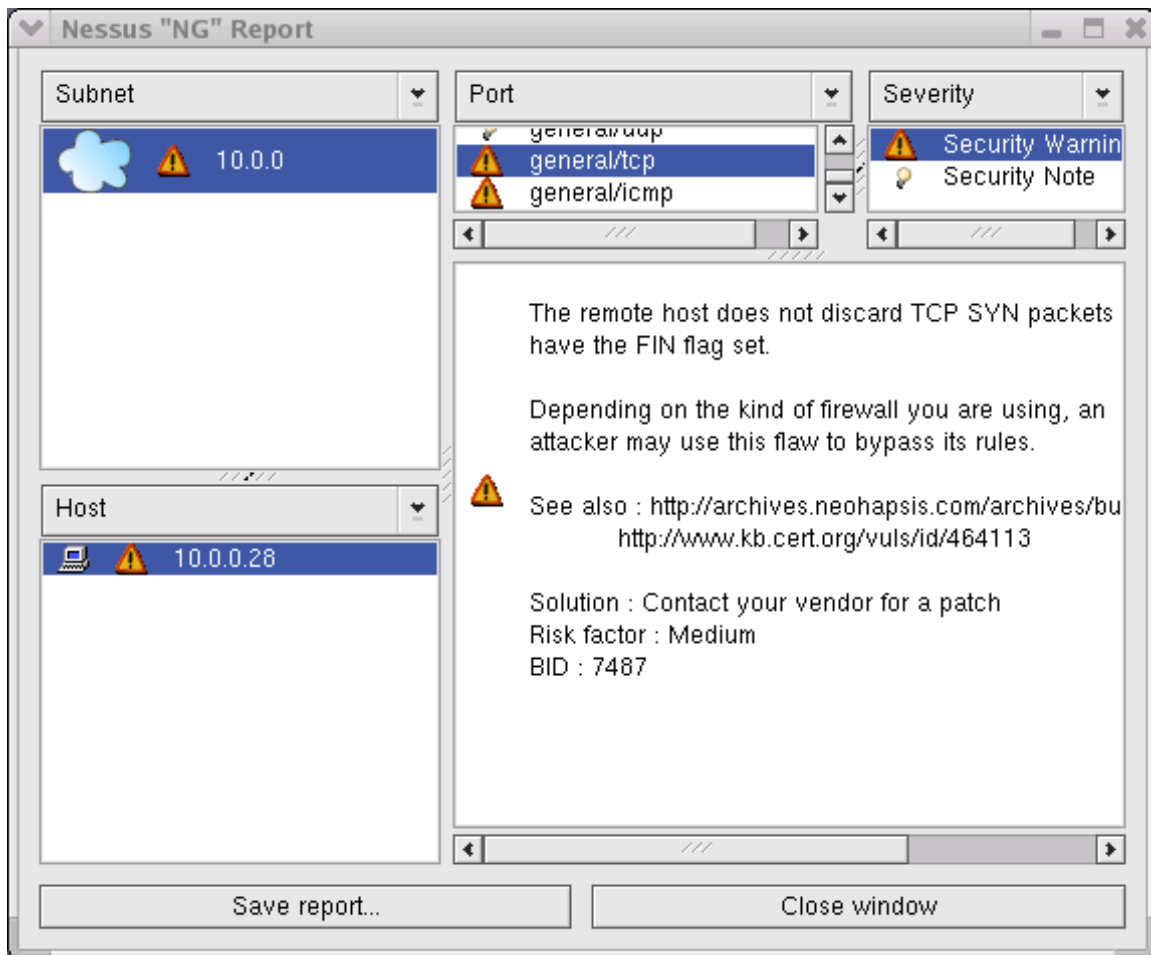 Nessus "NG" Report
Subnet
10.0.0
Host
10.0.0.28
Port
general/udp
general/tcp
general/icmp
Severity
Security Warnin
Security Note
The remote host does not discard TCP SYN packets
have the FIN flag set.
Depending on the kind of firewall you are using, an
attacker may use this flaw to bypass its rules.
See also : http://archives.neohapsis.com/archives/bu
http://www.kb.cert.org/vuls/id/464113
Solution : Contact your vendor for a patch
Risk factor : Medium
BID : 7487
Save report...
Close window